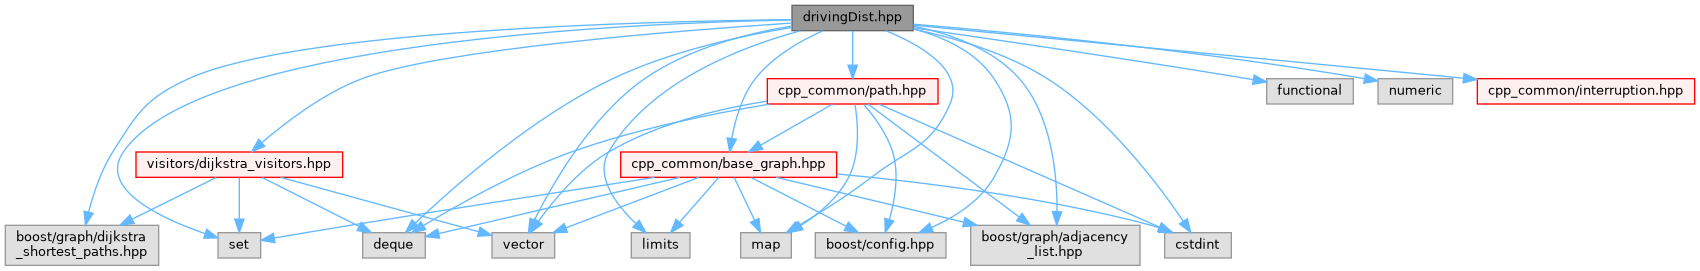 drivingDist.hpp
cpp_common/path.hpp
functional
numeric
cpp_common/interruption.hpp
visitors/dijkstra_visitors.hpp
cpp_common/base_graph.hpp
boost/graph/dijkstra
_shortest_paths.hpp
set
deque
vector
limits
map
boost/config.hpp
boost/graph/adjacency
_list.hpp
cstdint